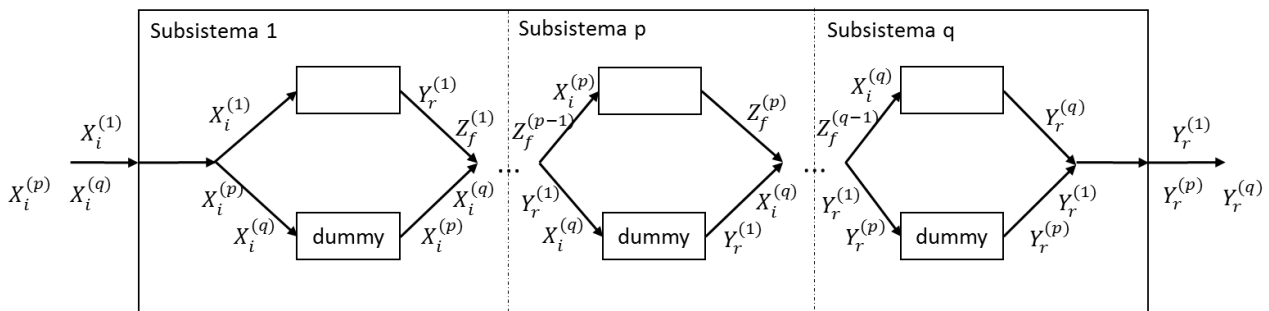 Subsistema 1
Subsistema p
Subsistema q
X_i^{(1)}
X_i^{(p)}
X_i^{(q)}
X_i^{(1)}
X_i^{(p)}
X_i^{(q)}
dummy
Y_r^{(1)}
Z_f^{(1)}
X_i^{(q)}
X_i^{(p)}
...
Z_f^{(p-1)}
X_i^{(p)}
Y_r^{(1)}
X_i^{(q)}
dummy
Z_f^{(p)}
X_i^{(q)}
Y_r^{(1)}
...
Z_f^{(q-1)}
X_i^{(q)}
Y_r^{(1)}
Y_r^{(p)}
dummy
Y_r^{(q)}
Y_r^{(1)}
Y_r^{(p)}
Y_r^{(1)}
Y_r^{(p)}
Y_r^{(q)}